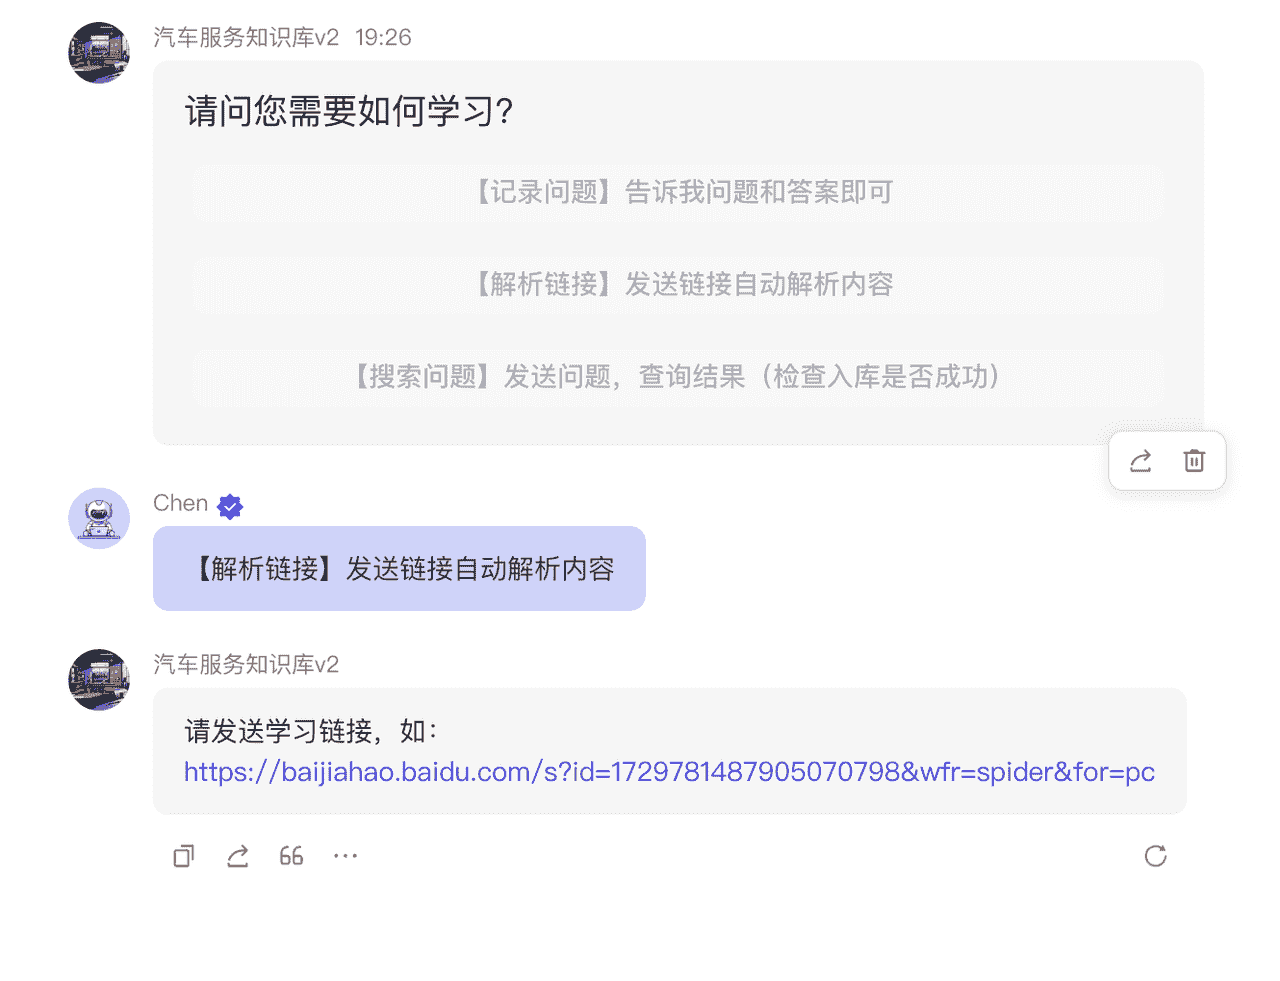 汽车服务知识库v2 19:26
请问您需要如何学习?
【记录问题】告诉我问题和答案即可
【解析链接】发送链接自动解析内容
【搜索问题】发送问题，查询结果（检查入库是否成功）
Chen
【解析链接】发送链接自动解析内容
汽车服务知识库v2
请发送学习链接，如：
https://baijiahao.baidu.com/s?id=1729781487905070798&wfr=spider&for=pc